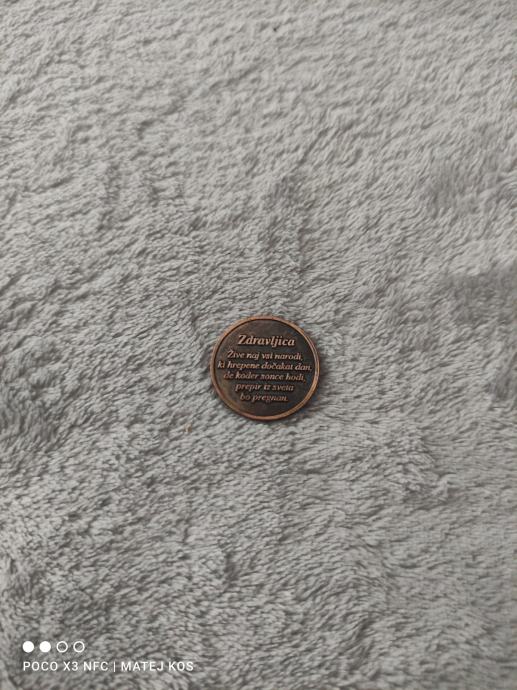 Zdravljica
Žive naj vsi narodi,
ki hrepene dočakat dan,
de koder sonce hodi,
prepir iz sveta
bo pregnan.
POCO X3 NFC | MATEJ KOS